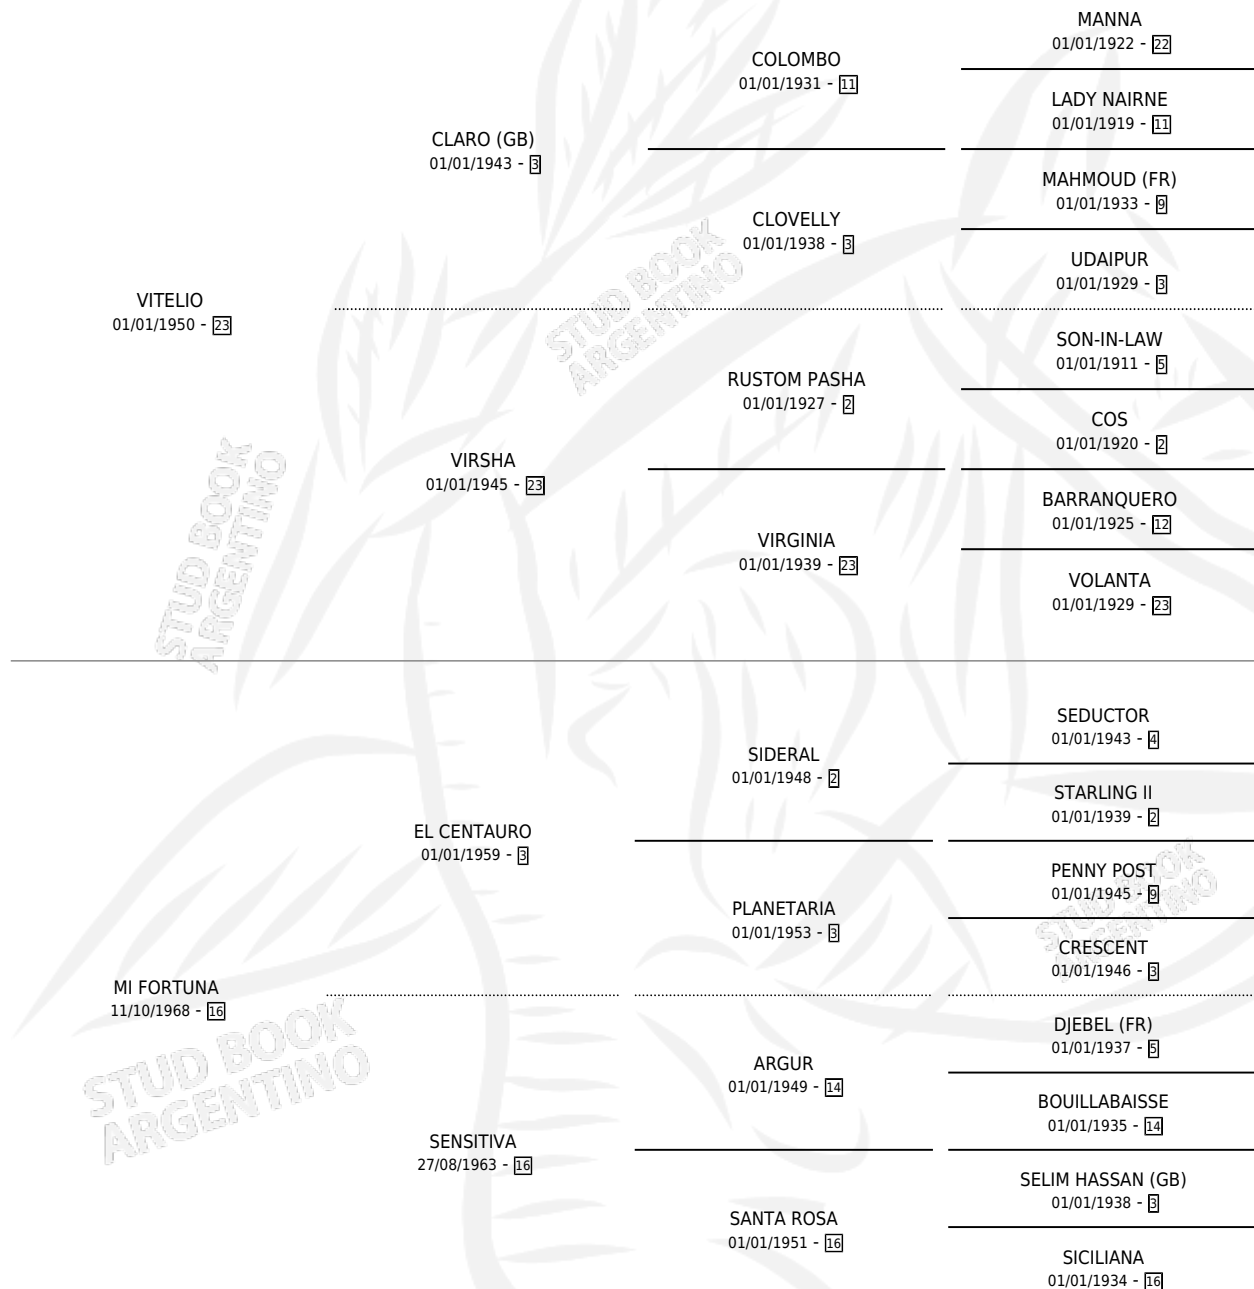 MANNA
01/01/1922 - 22
COLOMBO
01/01/1931 - 11
LADY NAIRNE
01/01/1919 - 11
CLARO (GB)
01/01/1943 - 3
MAHMOUD (FR)
01/01/1933 - 9
CLOVELLY
01/01/1938 - 3
UDAIPUR
01/01/1929 - 3
VITELIO
01/01/1950 - 23
SON-IN-LAW
01/01/1911 - 5
RUSTOM PASHA
01/01/1927 - 2
COS
01/01/1920 - 2
VIRSHA
01/01/1945 - 23
BARRANQUERO
01/01/1925 - 12
VIRGINIA
01/01/1939 - 23
VOLANTA
01/01/1929 - 23
SEDUCTOR
01/01/1943 - 4
SIDERAL
01/01/1948 - 2
STARLING II
01/01/1939 - 2
EL CENTAURO
01/01/1959 - 3
PENNY POST
01/01/1945 - 9
PLANETARIA
01/01/1953 - 3
CRESCENT
01/01/1946 - 3
MI FORTUNA
11/10/1968 - 16
DJEBEL (FR)
01/01/1937 - 5
ARGUR
01/01/1949 - 14
BOUILLABAISSE
01/01/1935 - 14
SENSITIVA
27/08/1963 - 16
SELIM HASSAN (GB)
01/01/1938 - 3
SANTA ROSA
01/01/1951 - 16
SICILIANA
01/01/1934 - 16
STUD BOOK
ARGENTINO
STUD BOOK
ARGENTINO
STUD BOOK
ARGENTINO
STUD BOOK
ARGENTINO